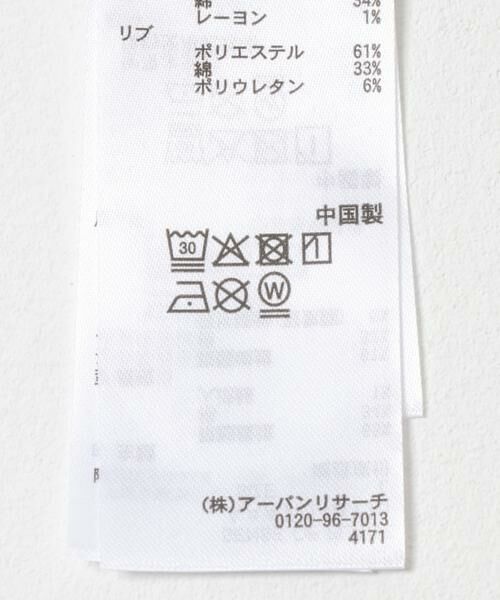 綿 34%
レーヨン 1%
リブ
ポリエステル 61%
綿 33%
ポリウレタン 6%
中国製
30
W
(株)アーバンリサーチ
0120-96-7013
4171